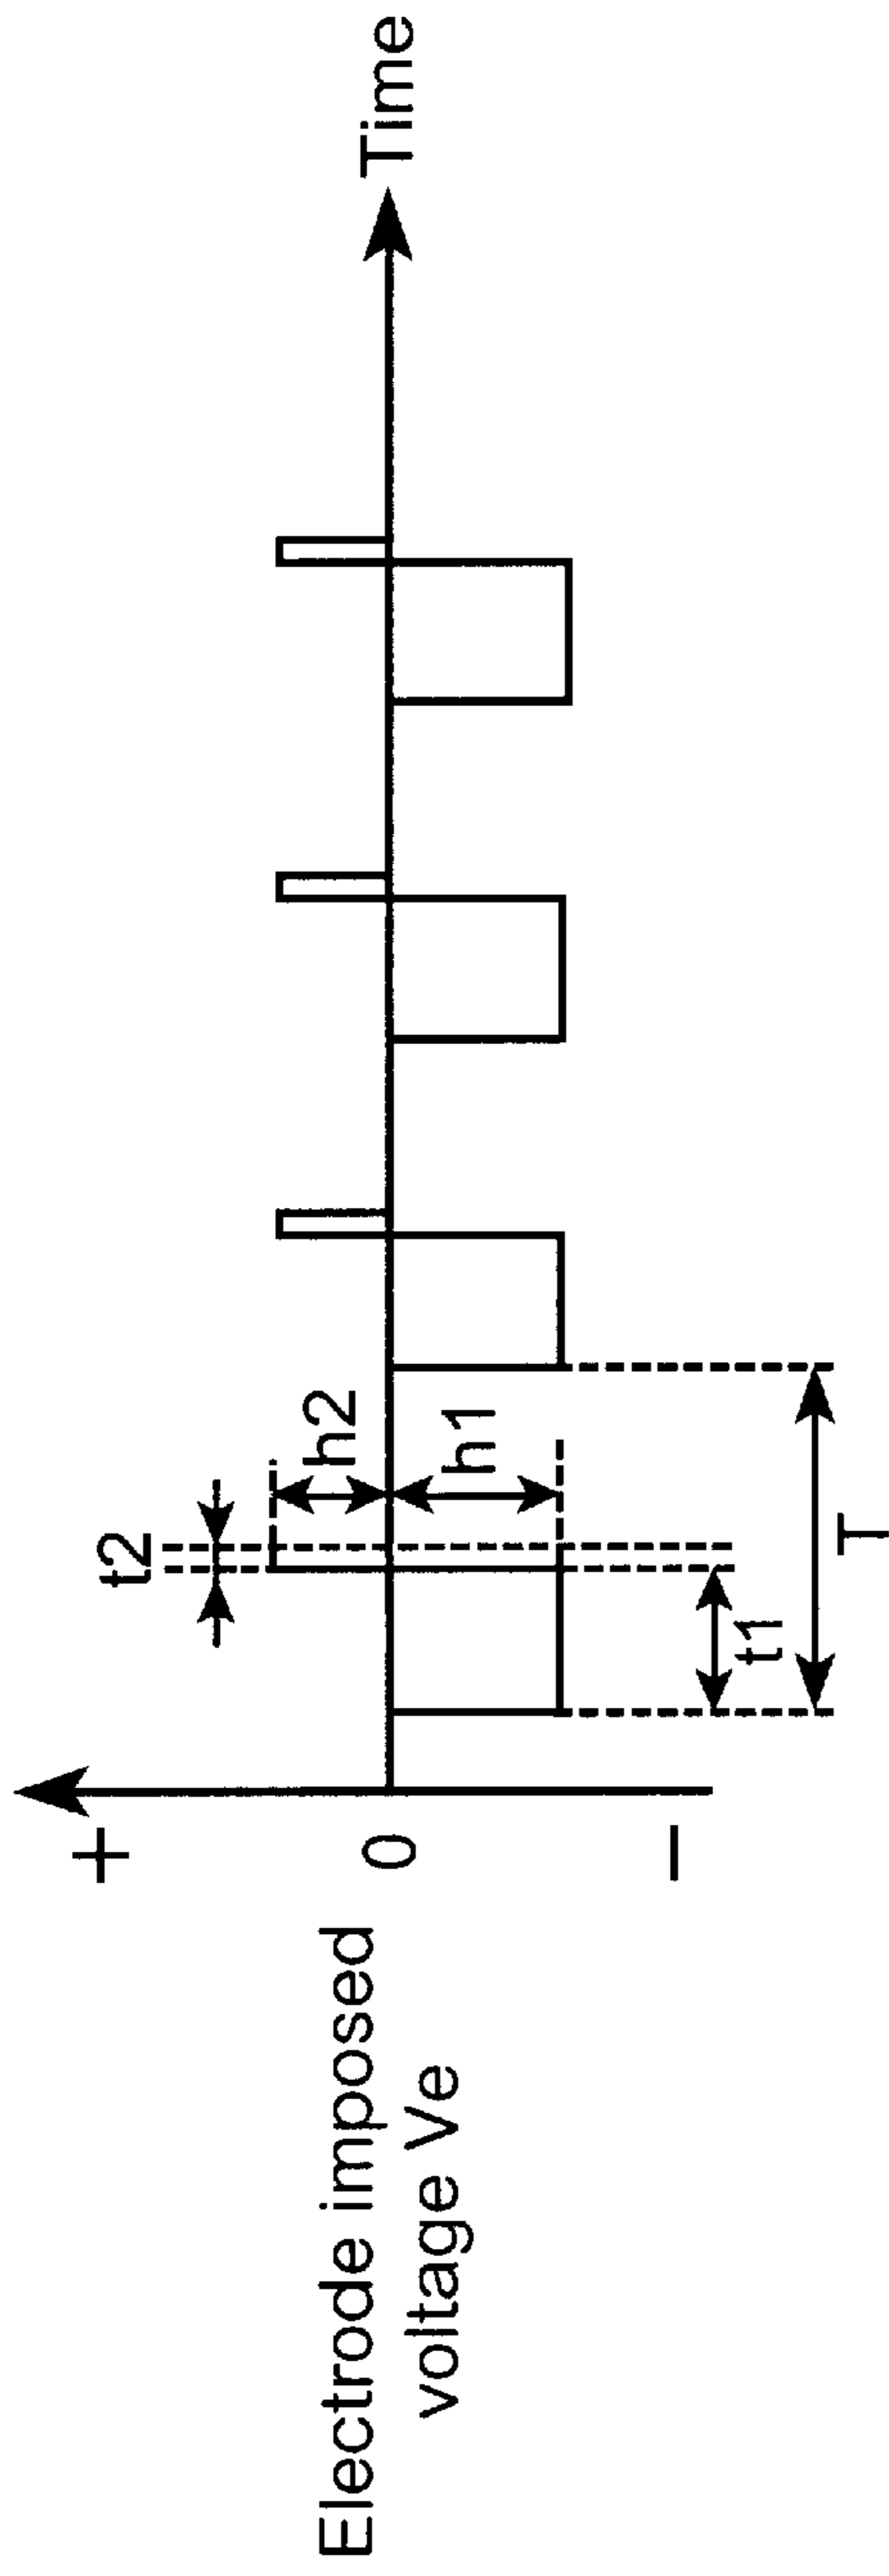 Electrode imposed
voltage Ve
+
0
−
t2
h2
h1
t1
T
Time